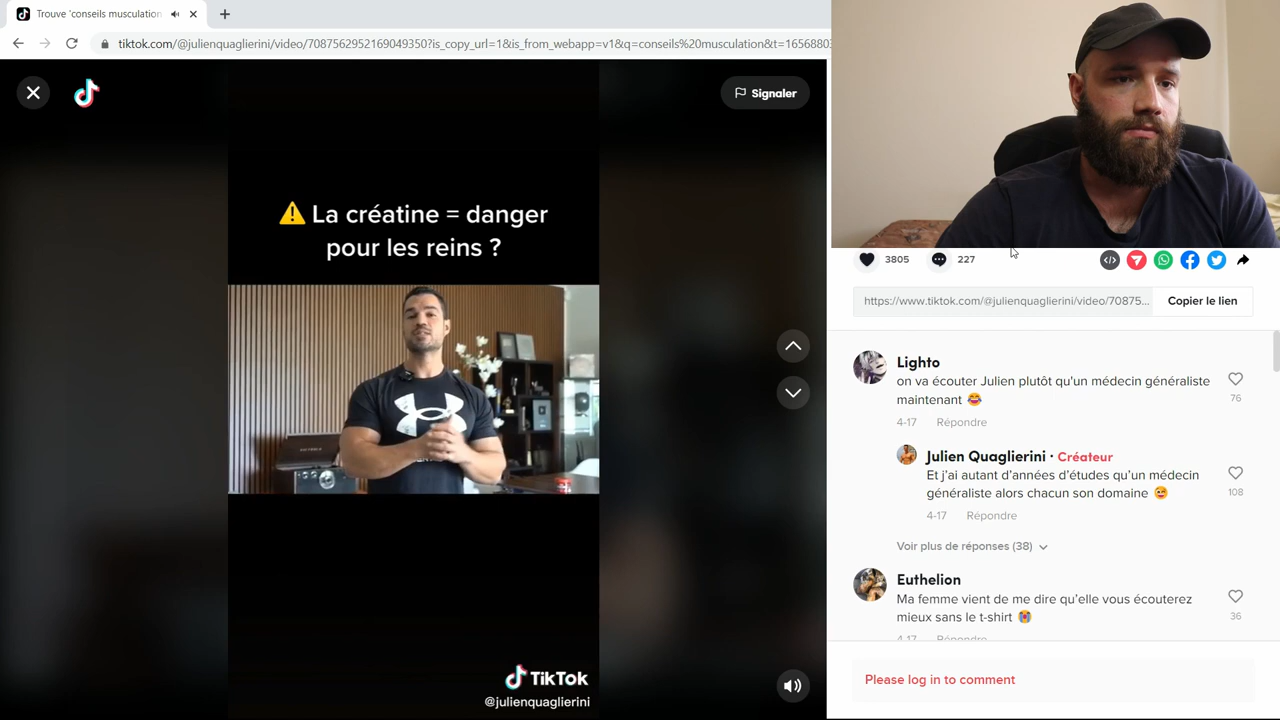 Trouve 'conseils musculation
tiktok.com/@julienquaglierini/video/7087562952169049350?is_copy_url=1&is_from_webapp=v1&q=conseils%20musculation&t=16568803
Signaler
⚠️ La créatine = danger
pour les reins ?
TikTok
@julienquaglierini
3805
227
https://www.tiktok.com/@julienquaglierini/video/70875...
Copier le lien
Lighto
on va écouter Julien plutôt qu'un médecin généraliste
maintenant 😂
76
4-17 Répondre
Julien Quaglierini · Créateur
Et j'ai autant d'années d'études qu'un médecin
généraliste alors chacun son domaine 😅
108
4-17 Répondre
Voir plus de réponses (38)
Euthelion
Ma femme vient de me dire qu'elle vous écouterez
mieux sans le t-shirt 😭
36
4-17 Répondre
Please log in to comment